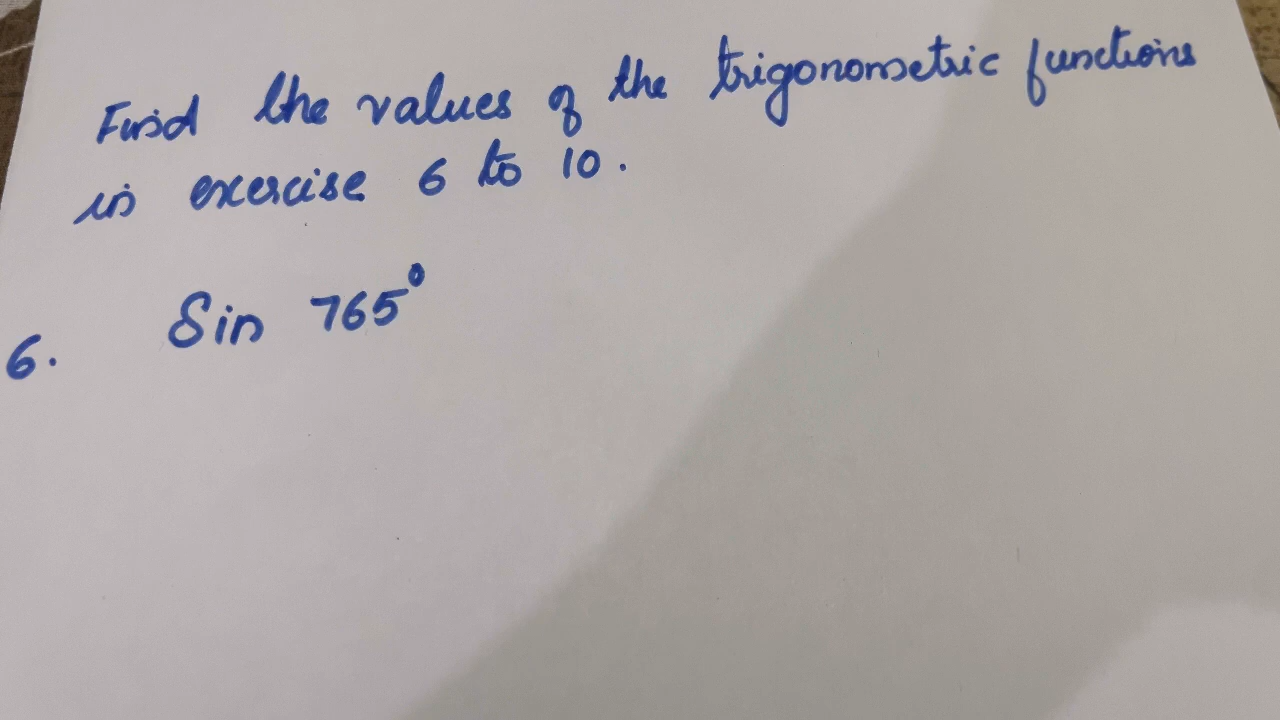 Find the values of the trigonometric functions
in exercise 6 to 10.
6. Sin 765°